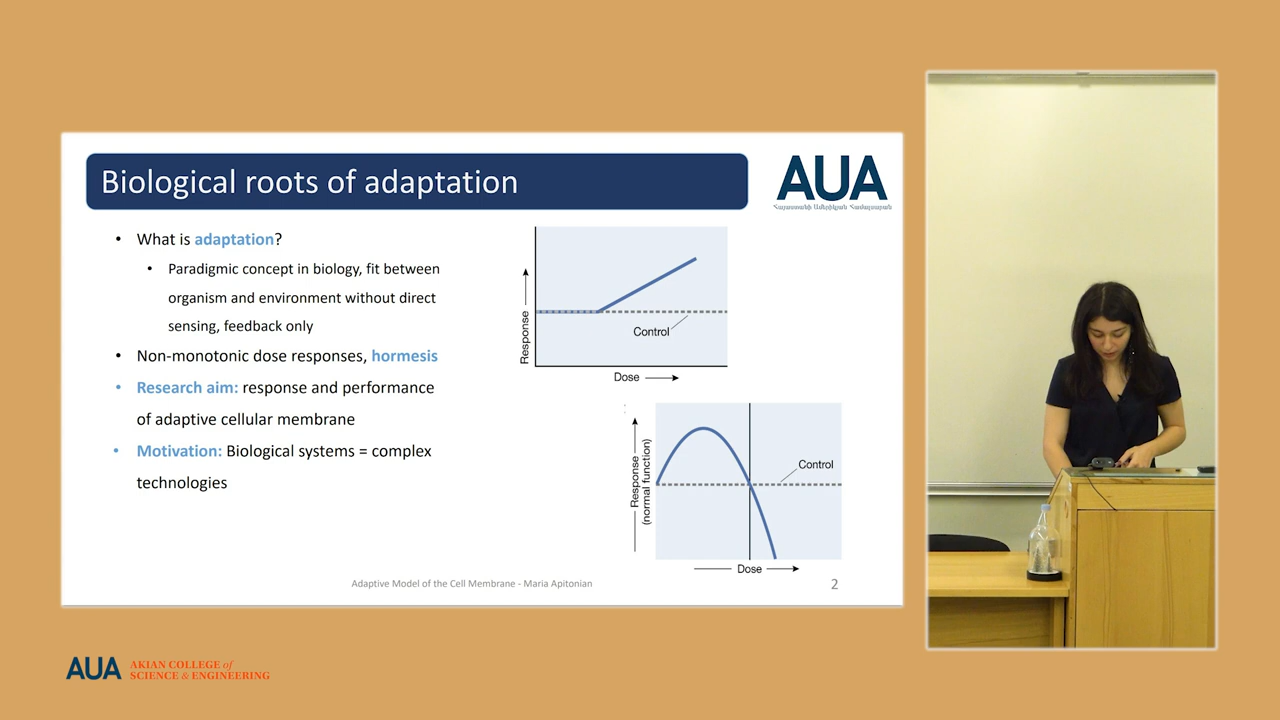 Biological roots of adaptation
AUA
Հայաստանի Ամերիկյան Համալսարան
• What is adaptation?
• Paradigmic concept in biology, fit between
organism and environment without direct
sensing, feedback only
• Non-monotonic dose responses, hormesis
• Research aim: response and performance
of adaptive cellular membrane
• Motivation: Biological systems = complex
technologies
Response
Control
Dose
Response
(normal function)
Control
Dose
Adaptive Model of the Cell Membrane - Maria Apitonian
2
AUA
AKIAN COLLEGE of
SCIENCE & ENGINEERING